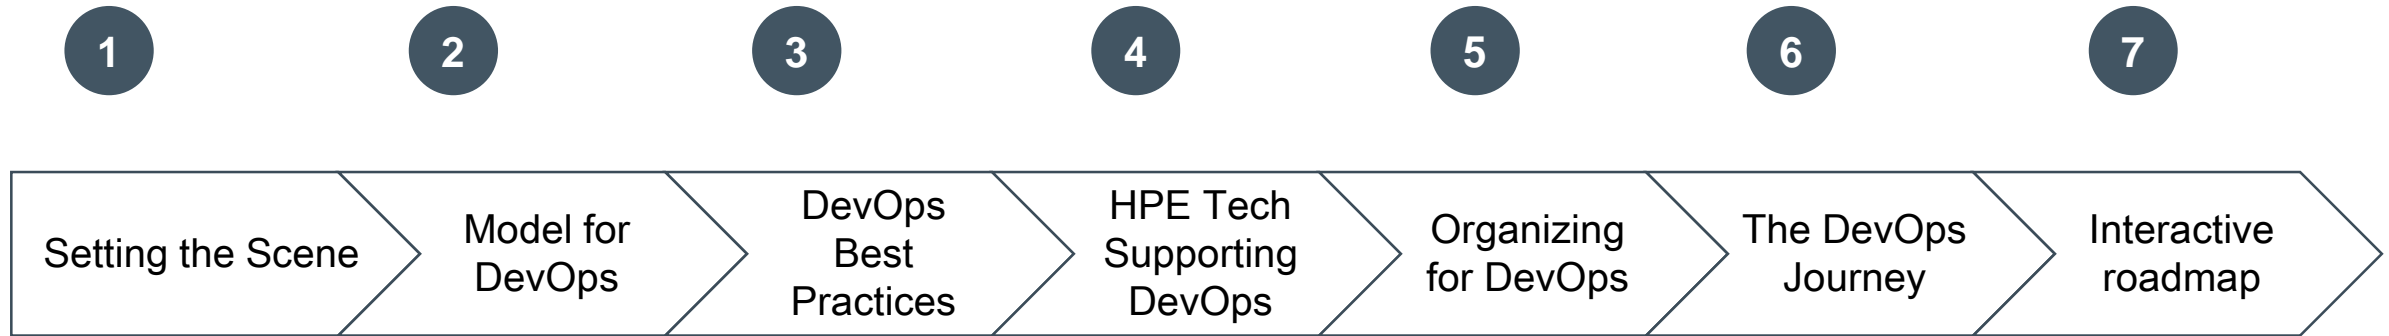 1
2
3
4
5
6
7
Setting the Scene
Model for
DevOps
DevOps
Best
Practices
HPE Tech
Supporting
DevOps
Organizing
for DevOps
The DevOps
Journey
Interactive
roadmap